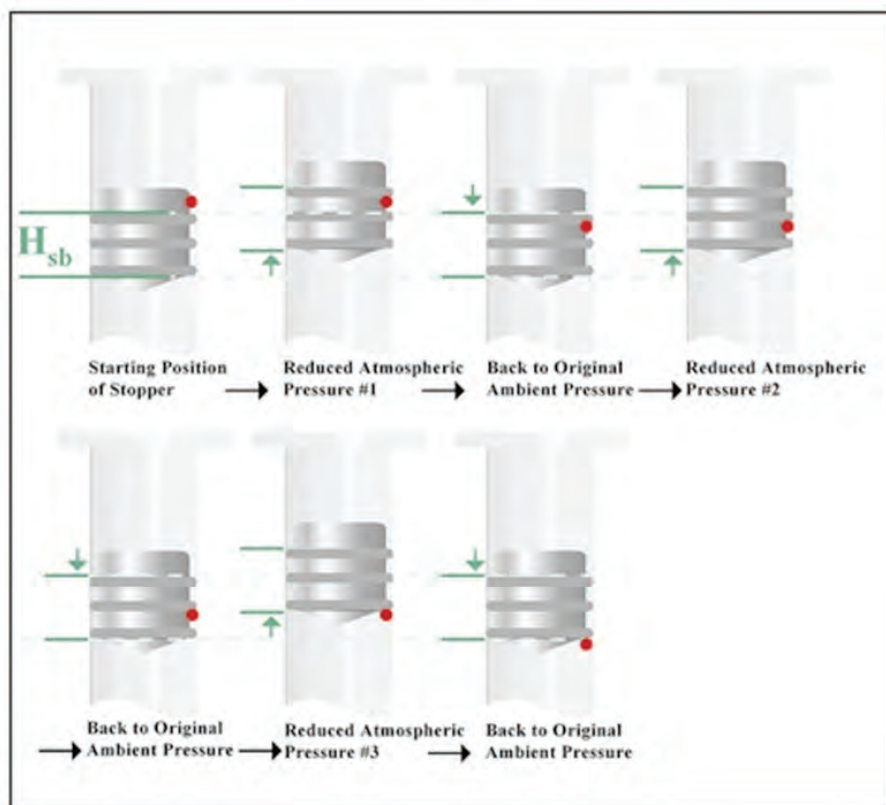 H_sb
Starting Position
of Stopper
Reduced Atmospheric
Pressure #1
Back to Original
Ambient Pressure
Reduced Atmospheric
Pressure #2
Back to Original
Ambient Pressure
Reduced Atmospheric
Pressure #3
Back to Original
Ambient Pressure